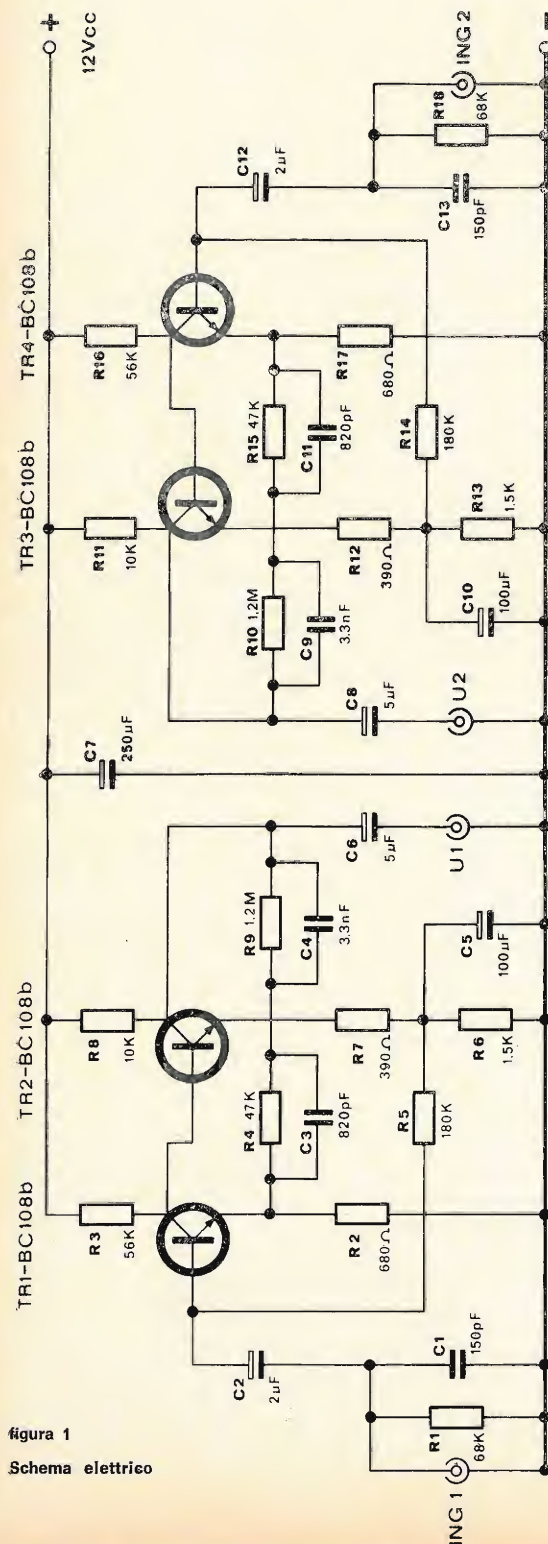 figura 1
Schema elettrico
TR1-BC108b
TR2-BC108b
TR3-BC108b
TR4-BC108b
+
12Vcc
R3
56K
R8
10K
C7
250µF
R11
10K
R16
56K
C2
2µF
R4 47K
C3
820pF
R9 1.2M
C4
3.3nF
R10 1.2M
C9
3.3nF
R15 47K
C11
820pF
C12
2µF
R2
680Ω
R7
390Ω
C6
5µF
C8
5µF
R12
390Ω
R17
680Ω
R5
180K
R14
180K
ING 1
R1
68K
C1
150pF
R6
1.5K
C5
100µF
U1
U2
C10
100µF
R13
1.5K
C13
150pF
R18
68K
ING 2